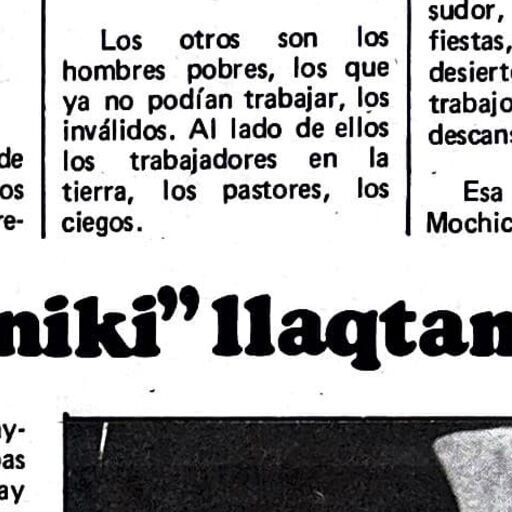 de
os
re-
Los otros son los
hombres pobres, los que
ya no podían trabajar, los
inválidos. Al lado de ellos
los trabajadores en la
tierra, los pastores, los
ciegos.
sudor,
fiestas,
desierto
trabajo
descans
Esa
Mochic
niki” llaqtan
ay-
bas
ay